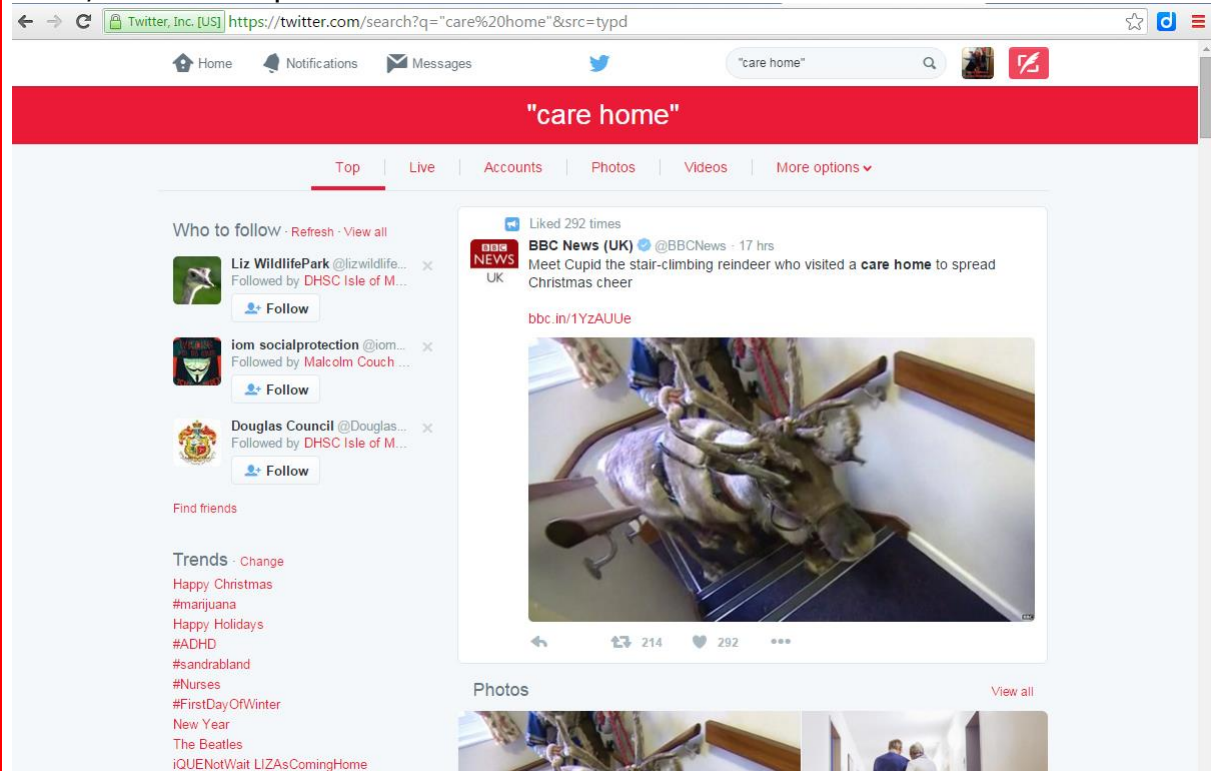 Twitter, Inc. [US] https://twitter.com/search?q="care%20home"&src=typd
Home Notifications Messages "care home"
"care home"
Top Live Accounts Photos Videos More options
Who to follow · Refresh · View all
Liz WildlifePark @lizwildlife...
Followed by DHSC Isle of M...
Follow
iom socialprotection @iom...
Followed by Malcolm Couch ...
Follow
Douglas Council @Douglas...
Followed by DHSC Isle of M...
Follow
Find friends
Trends · Change
Happy Christmas
#marijuana
Happy Holidays
#ADHD
#sandrabland
#Nurses
#FirstDayOfWinter
New Year
The Beatles
iQUENotWait LIZAsComingHome
Liked 292 times
BBC NEWS UK
BBC News (UK) @BBCNews · 17 hrs
Meet Cupid the stair-climbing reindeer who visited a care home to spread
Christmas cheer
bbc.in/1YzAUUe
BBC
214 292
Photos View all